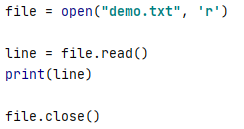 file = open("demo.txt", 'r')
line = file.read()
print(line)
file.close()